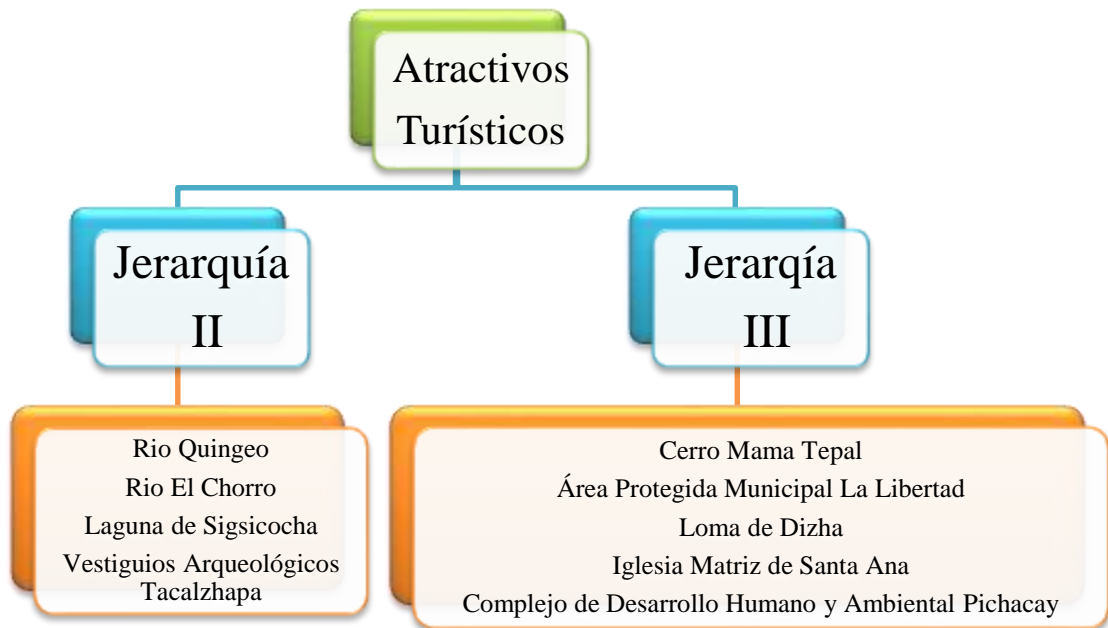 Atractivos
Turísticos
Jerarquía
II
Jerarqía
III
Rio Quingeo
Rio El Chorro
Laguna de Sigsicocha
Vestiguios Arqueológicos
Tacalzhapa
Cerro Mama Tepal
Área Protegida Municipal La Libertad
Loma de Dizha
Iglesia Matriz de Santa Ana
Complejo de Desarrollo Humano y Ambiental Pichacay